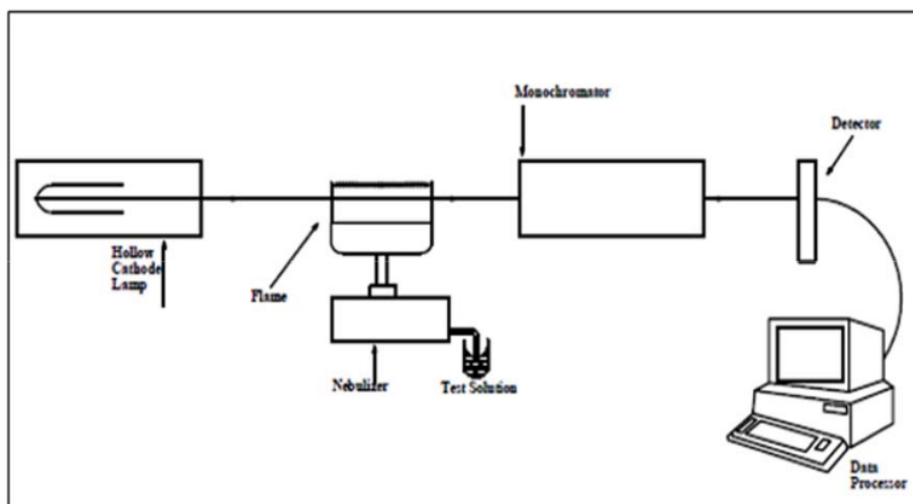 Monochromator
Detector
Hollow
Cathode
Lamp
Flame
Nebulizer
Test Solution
Data
Processor